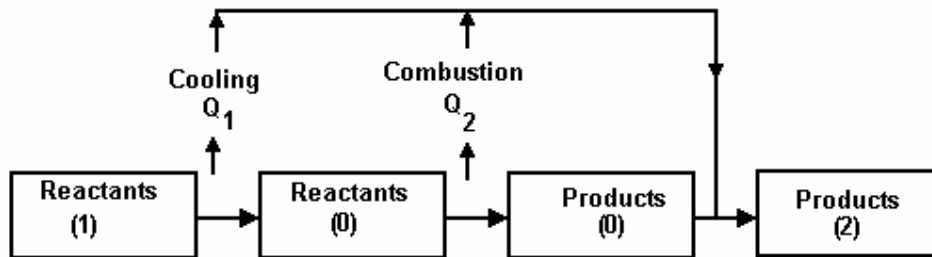 Cooling
Q1
Combustion
Q2
Reactants
(1)
Reactants
(0)
Products
(0)
Products
(2)